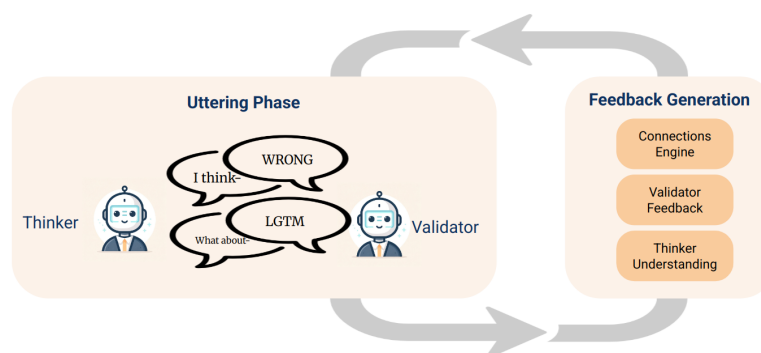 Uttering Phase
Feedback Generation
Connections
Engine
WRONG
I think-
Validator
Feedback
Thinker
LGTM
Validator
What about-
Thinker
Understanding